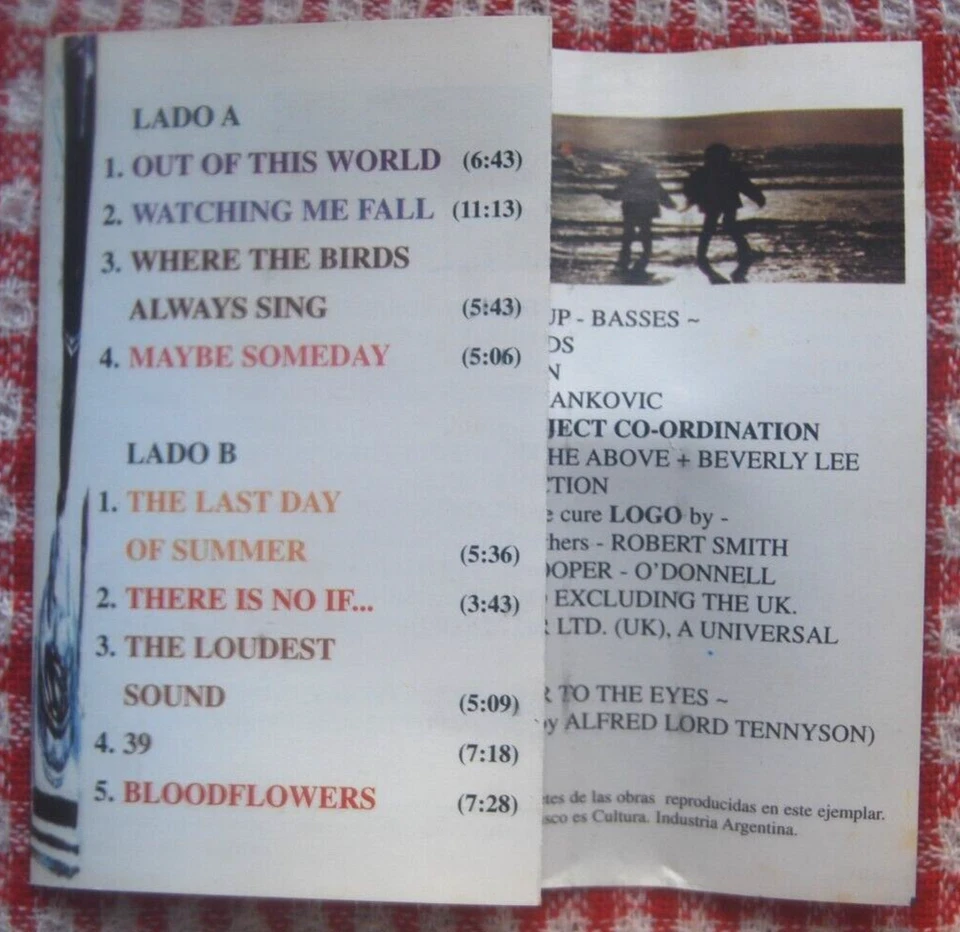 LADO A
1. OUT OF THIS WORLD (6:43)
2. WATCHING ME FALL (11:13)
3. WHERE THE BIRDS
ALWAYS SING (5:43)
4. MAYBE SOMEDAY (5:06)
LADO B
1. THE LAST DAY
OF SUMMER (5:36)
2. THERE IS NO IF... (3:43)
3. THE LOUDEST
SOUND (5:09)
4. 39 (7:18)
5. BLOODFLOWERS (7:28)
UP - BASSES ~
DS
N
ANKOVIC
JECT CO-ORDINATION
HE ABOVE + BEVERLY LEE
CTION
e cure LOGO by -
thers - ROBERT SMITH
OOPER - O'DONNELL
EXCLUDING THE UK.
R LTD. (UK), A UNIVERSAL
R TO THE EYES ~
by ALFRED LORD TENNYSON)
etes de las obras reproducidas en este ejemplar.
sco es Cultura. Industria Argentina.